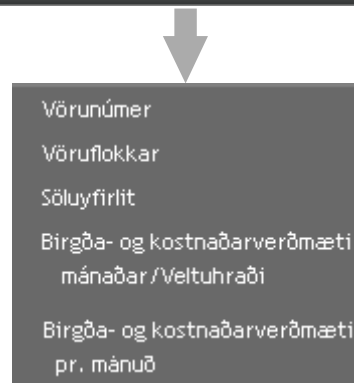 Vörunúmer
Vöruflokkar
Söluyfirlit
Birgða- og kostnaðarverðmæti
mánaðar/Veltuhraði
Birgða- og kostnaðarverðmæti
pr. mánuð